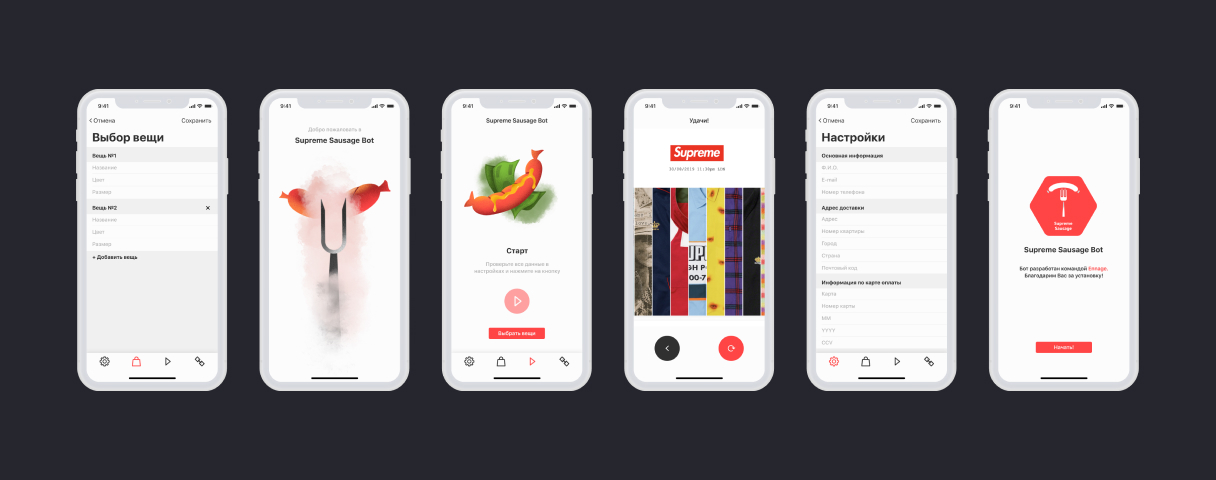 9:41
Отмена
Сохранить
Выбор вещи
Вещь №1
Название
Цвет
Размер
Вещь №2
Название
Цвет
Размер
+ Добавить вещь
9:41
Добро пожаловать в
Supreme Sausage Bot
9:41
Supreme Sausage Bot
Старт
Проверьте все данные в
настройках и нажмите на кнопку
Выбрать вещи
9:41
Удачи!
Supreme
30/08/2018 11:30pm LON
9:41
Отмена
Сохранить
Настройки
Основная информация
Ф.И.О.
E-mail
Номер телефона
Адрес доставки
Адрес
Номер квартиры
Город
Страна
Почтовый код
Информация по карте оплаты
Карта
Номер карты
MM
YYYY
CCV
9:41
Supreme
Sausage
Supreme Sausage Bot
Бот разработан командой Ennage.
Благодарим Вас за установку!
Начать!